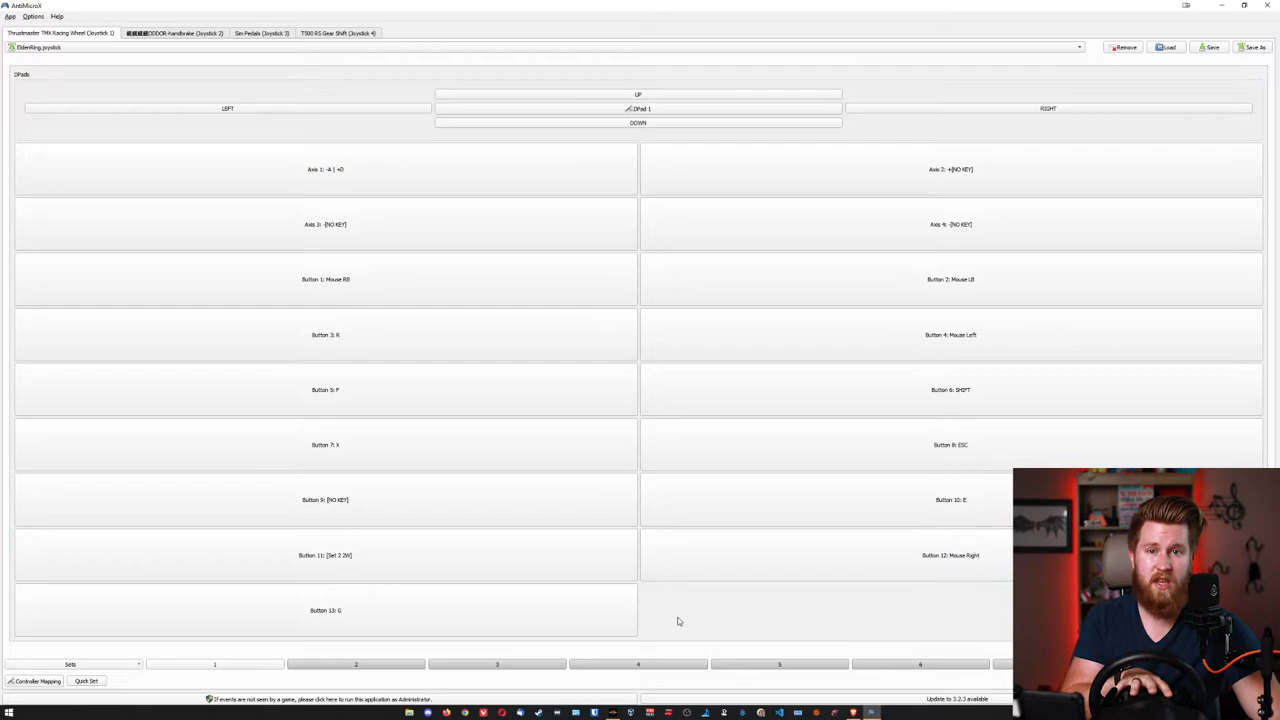 AntiMicroX
App Options Help
Thrustmaster TMX Racing Wheel (Joystick 1) DDDOR-handbrake (Joystick 2) Sim Pedals (Joystick 3) T500 RS Gear Shift (Joystick 4)
EldenRing.joystick Remove Load Save Save As
DPads
UP
LEFT DPad 1 RIGHT
DOWN
Axis 1: -A | +D Axis 2: +[NO KEY]
Axis 3: -[NO KEY] Axis 4: -[NO KEY]
Button 1: Mouse RB Button 2: Mouse LB
Button 3: R Button 4: Mouse Left
Button 5: F Button 6: SHIFT
Button 7: X Button 8: ESC
Button 9: [NO KEY] Button 10: E
Button 11: [Set 2 2W] Button 12: Mouse Right
Button 13: G
Sets 1 2 3 4 5 6
Controller Mapping Quick Set
If events are not seen by a game, please click here to run this application as Administrator. Update to 3.2.3 available